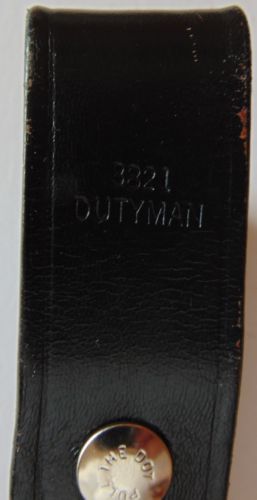 3321
DUTYMAN
PULL THE DOT